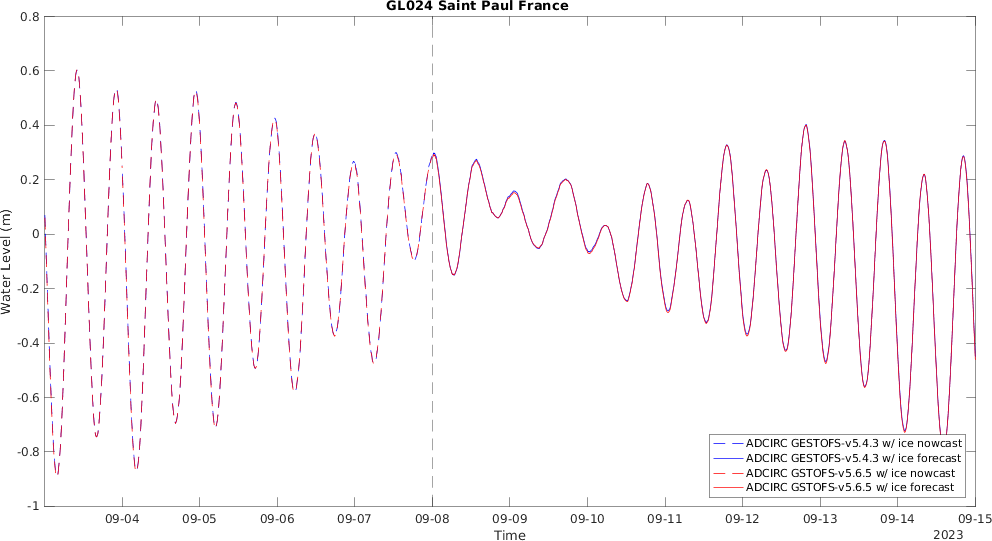 GL024 Saint Paul France
0.8
0.6
0.4
0.2
0
-0.2
-0.4
-0.6
-0.8
-1
Water Level (m)
09-04 09-05 09-06 09-07 09-08 09-09 09-10 09-11 09-12 09-13 09-14 09-15
Time
2023
ADCIRC GESTOFS-v5.4.3 w/ ice nowcast
ADCIRC GESTOFS-v5.4.3 w/ ice forecast
ADCIRC GSTOFS-v5.6.5 w/ ice nowcast
ADCIRC GSTOFS-v5.6.5 w/ ice forecast